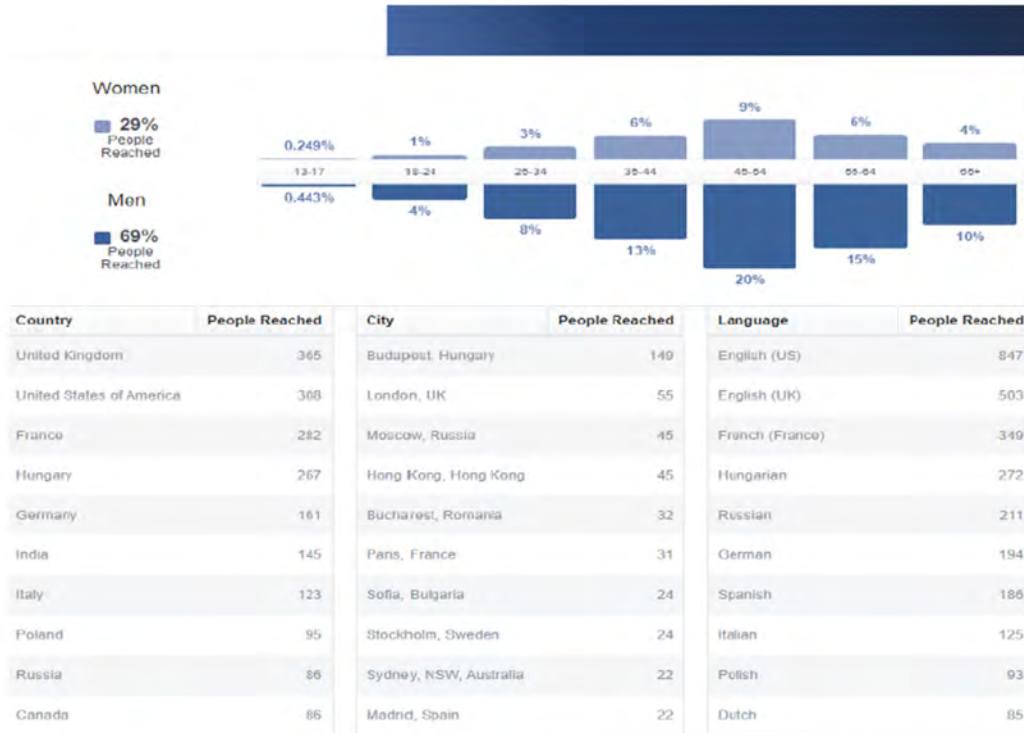 Women
29%
People
Reached
Men
69%
People
Reached
0.249% 1% 3% 6% 9% 6% 4%
13-17 18-24 25-34 35-44 45-54 55-64 65+
0.443% 4% 8% 13% 20% 15% 10%
Country People Reached City People Reached Language People Reached
United Kingdom 365 Budapest, Hungary 149 English (US) 847
United States of America 308 London, UK 55 English (UK) 503
France 282 Moscow, Russia 45 French (France) 349
Hungary 267 Hong Kong, Hong Kong 45 Hungarian 272
Germany 161 Bucharest, Romania 32 Russian 211
India 145 Paris, France 31 German 194
Italy 123 Sofia, Bulgaria 24 Spanish 186
Poland 95 Stockholm, Sweden 24 Italian 125
Russia 86 Sydney, NSW, Australia 22 Polish 93
Canada 86 Madrid, Spain 22 Dutch 85